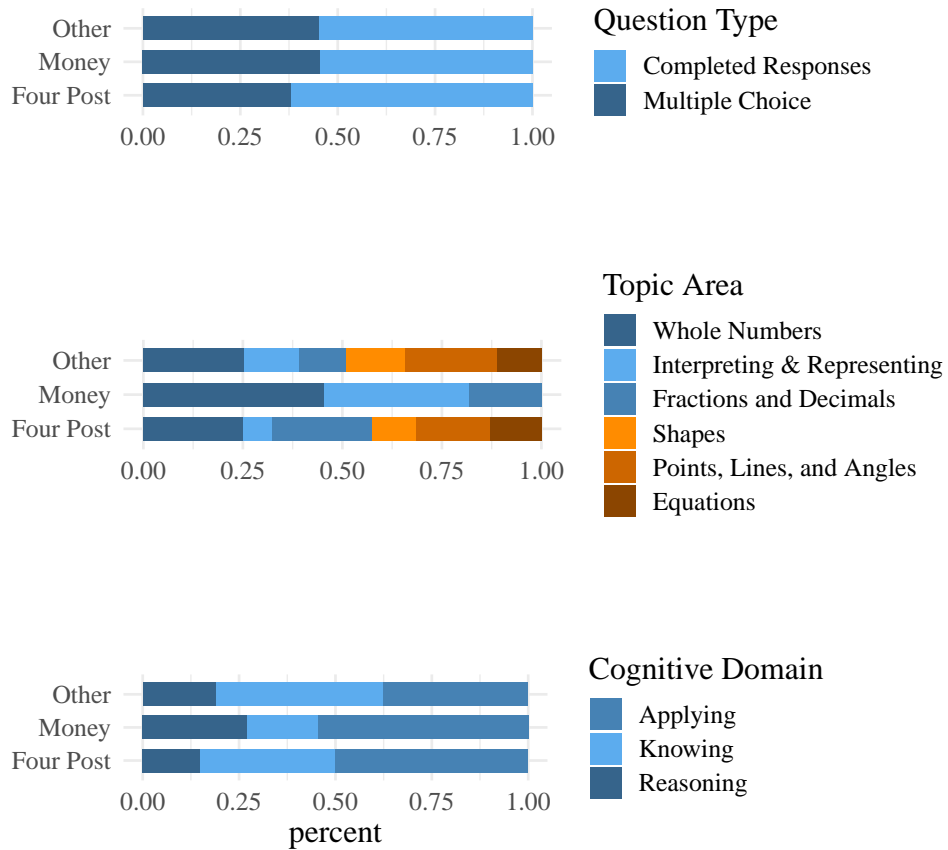 Question Type
Other
Money
Four Post
Completed Responses
Multiple Choice
0.00 0.25 0.50 0.75 1.00
Topic Area
Other
Money
Four Post
Whole Numbers
Interpreting & Representing
Fractions and Decimals
Shapes
Points, Lines, and Angles
Equations
0.00 0.25 0.50 0.75 1.00
Cognitive Domain
Other
Money
Four Post
Applying
Knowing
Reasoning
0.00 0.25 0.50 0.75 1.00
percent